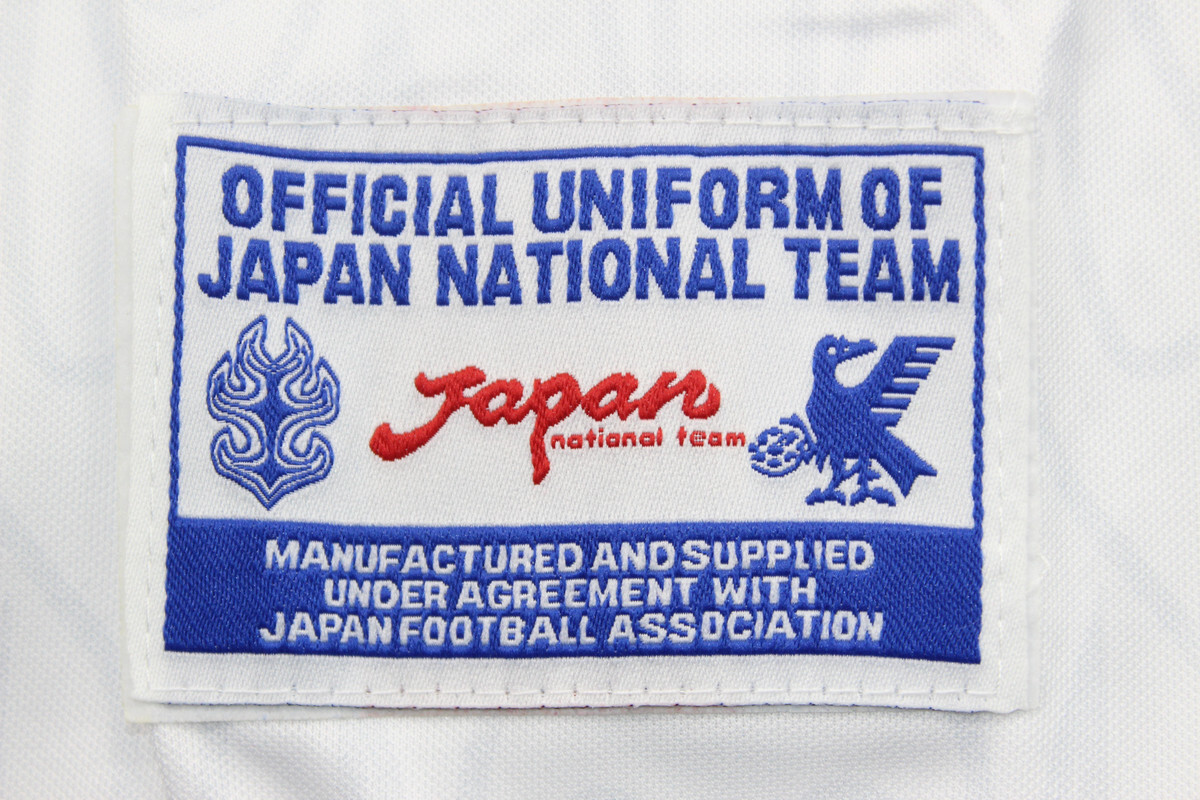 OFFICIAL UNIFORM OF
JAPAN NATIONAL TEAM
Japan
national team
MANUFACTURED AND SUPPLIED
UNDER AGREEMENT WITH
JAPAN FOOTBALL ASSOCIATION